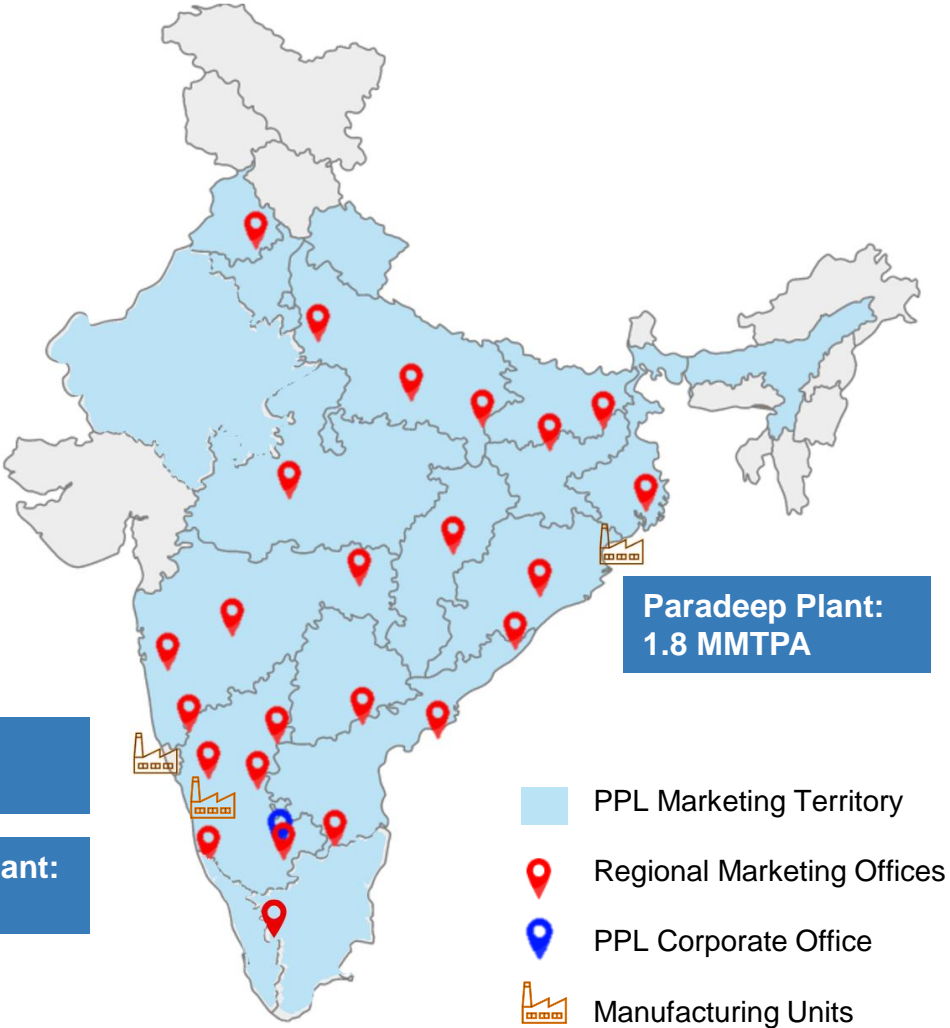 Paradeep Plant:
1.8 MMTPA
ant:
PPL Marketing Territory
Regional Marketing Offices
PPL Corporate Office
Manufacturing Units